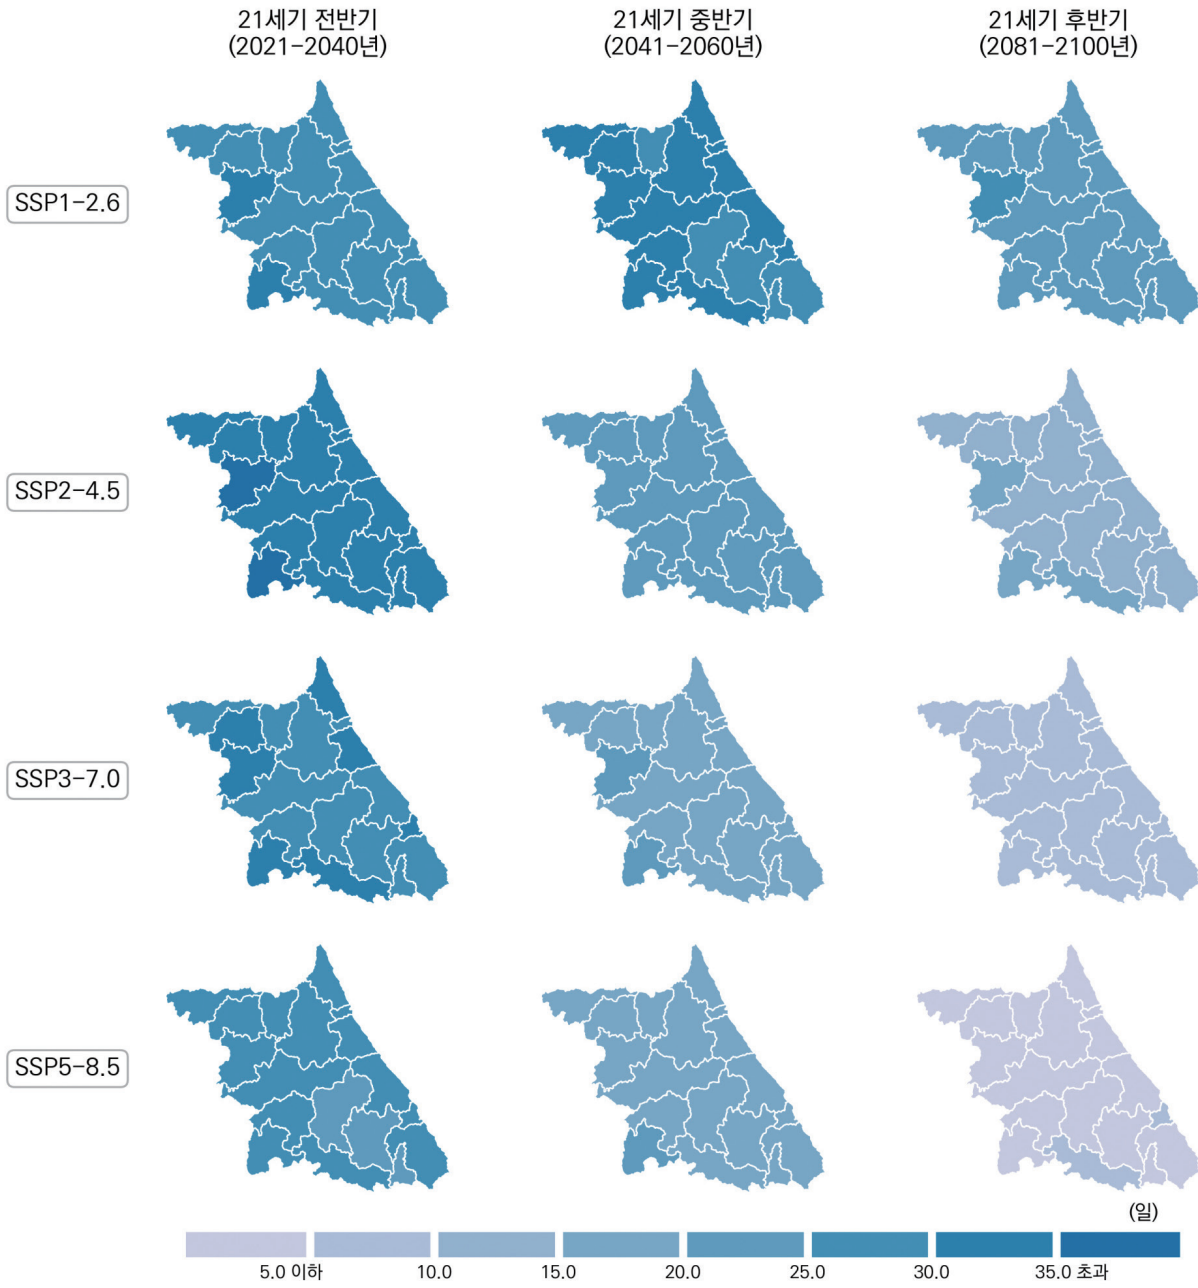 21세기 전반기
(2021-2040년)
21세기 중반기
(2041-2060년)
21세기 후반기
(2081-2100년)
SSP1-2.6
SSP2-4.5
SSP3-7.0
SSP5-8.5
(일)
5.0 이하 10.0 15.0 20.0 25.0 30.0 35.0 초과